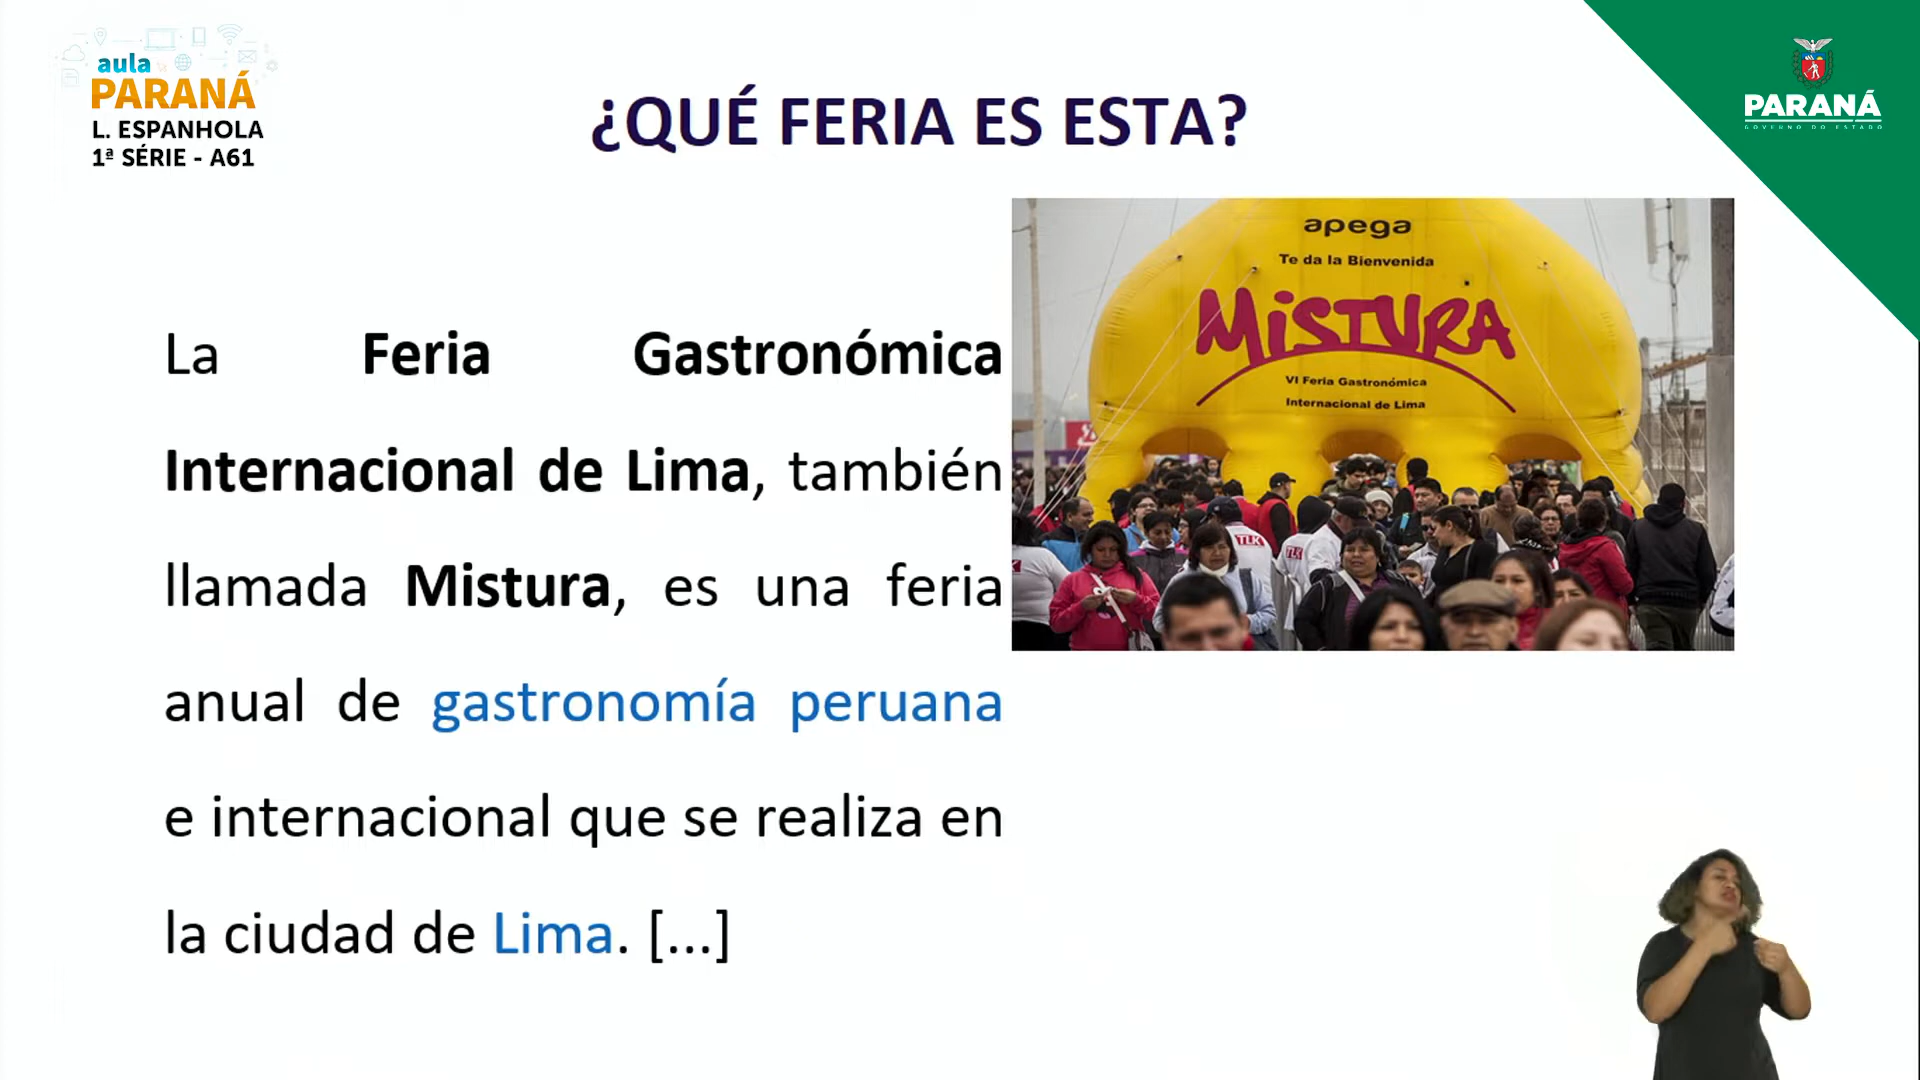 aula
PARANÁ
L. ESPANHOLA
1ª SÉRIE - A61
¿QUÉ FERIA ES ESTA?
PARANÁ
GOVERNO DO ESTADO
La Feria Gastronómica
Internacional de Lima, también
llamada Mistura, es una feria
anual de gastronomía peruana
e internacional que se realiza en
la ciudad de Lima. [...]
apega
Te da la Bienvenida
MiSTURA
VI Feria Gastronómica
Internacional de Lima
TLK
TLK